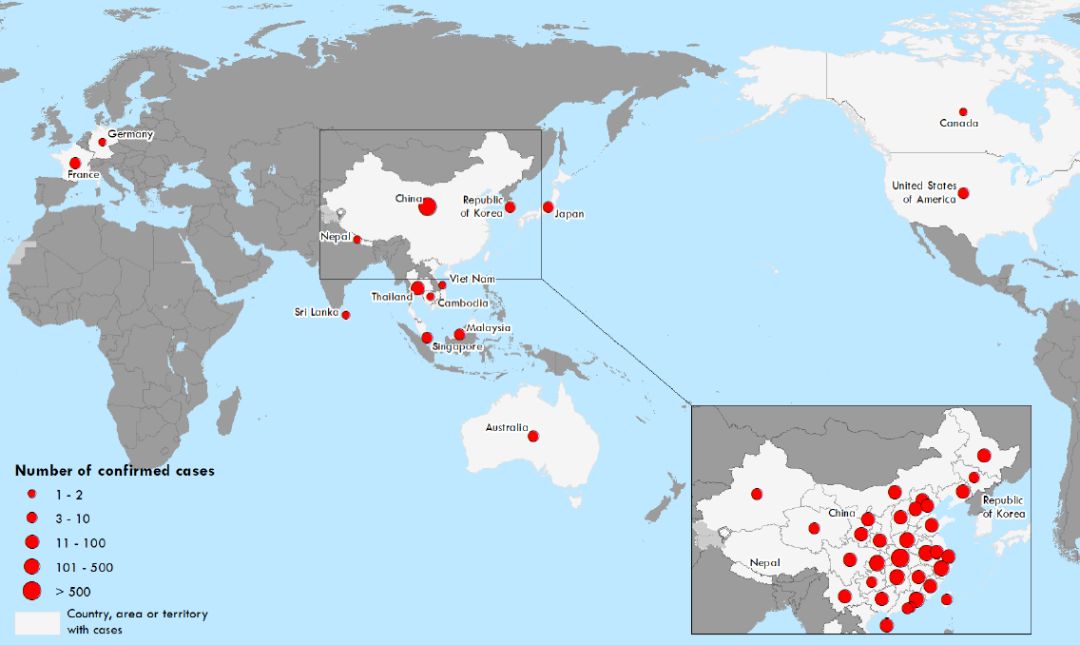 Germany
France
Canada
China
Republic
of Korea
Japan
United States
of America
Nepal
Viet Nam
Thailand
Cambodia
Sri Lanka
Malaysia
Singapore
Australia
Number of confirmed cases
1 - 2
3 - 10
11 - 100
101 - 500
> 500
Country, area or territory
with cases
China
Republic
of Korea
Nepal